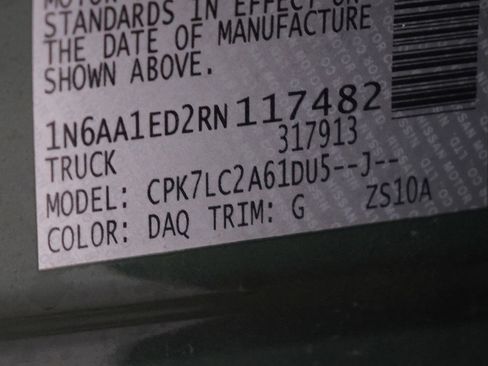 STANDARDS IN EFFECT ON
THE DATE OF MANUFACTURE
SHOWN ABOVE.
1N6AA1ED2RN117482
317913
TRUCK
MODEL: CPK7LC2A61DU5--J--
COLOR: DAQ TRIM: G ZS10A